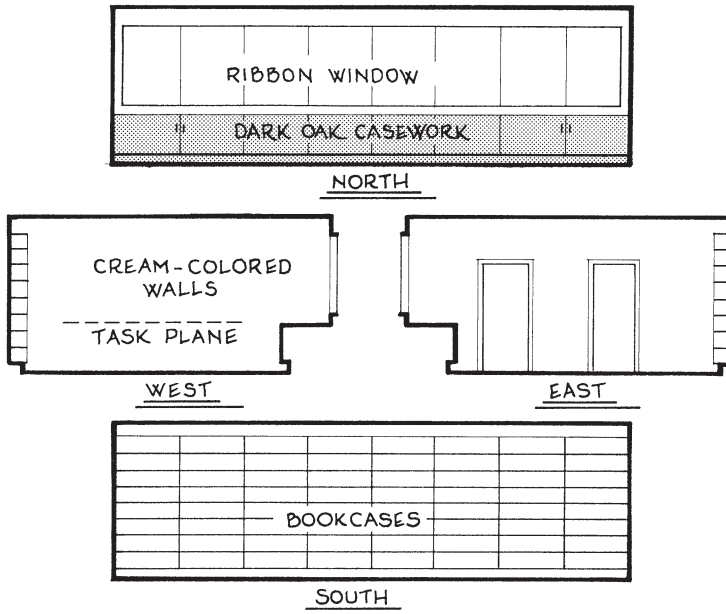 RIBBON WINDOW
DARK OAK CASEWORK
NORTH
CREAM-COLORED
WALLS
TASK PLANE
WEST
EAST
BOOKCASES
SOUTH